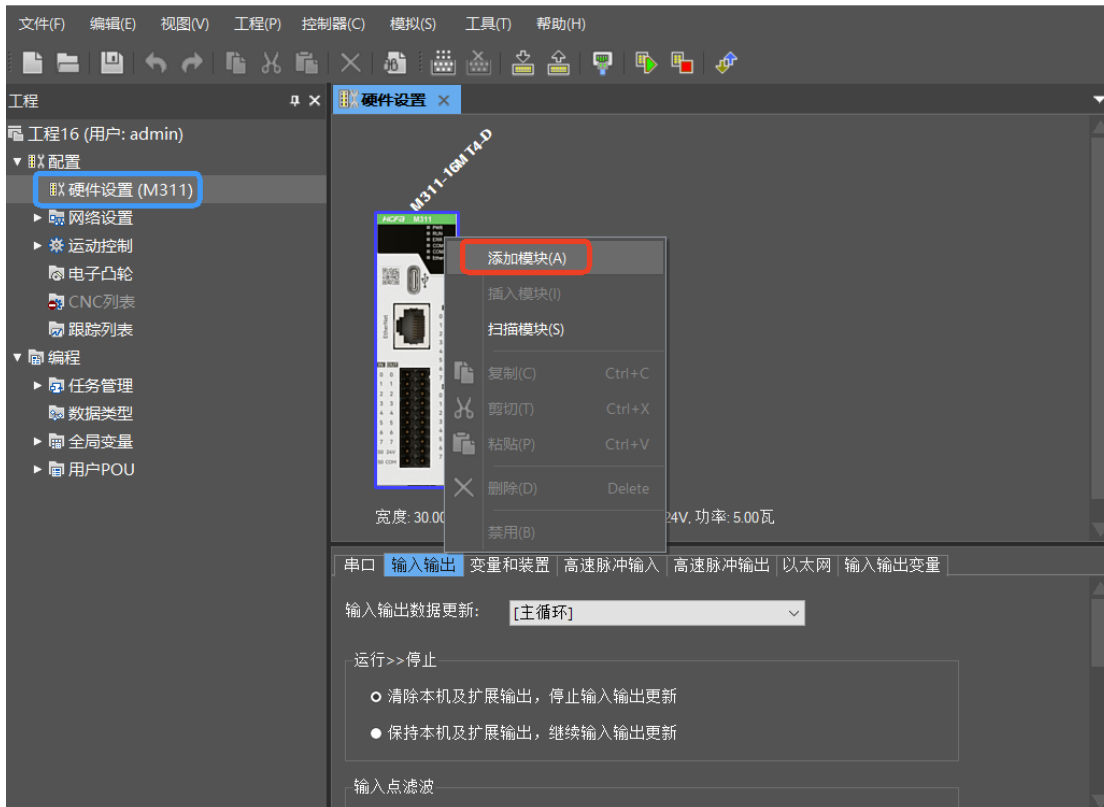 文件(F) 编辑(E) 视图(V) 工程(P) 控制器(C) 模拟(S) 工具(T) 帮助(H)
工程
硬件设置
工程16 (用户: admin)
配置
硬件设置 (M311)
网络设置
运动控制
电子凸轮
CNC列表
跟踪列表
编程
任务管理
数据类型
全局变量
用户POU
M311-16MT4-D
HCFA M311
PWR
RUN
ERR
COM
COM
Ether
EtherNet
添加模块(A)
插入模块(I)
扫描模块(S)
复制(C) Ctrl+C
剪切(T) Ctrl+X
粘贴(P) Ctrl+V
删除(D) Delete
禁用(B)
宽度: 30.00
24V, 功率: 5.00瓦
串口 输入输出 变量和装置 高速脉冲输入 高速脉冲输出 以太网 输入输出变量
输入输出数据更新: [主循环]
运行>>停止
清除本机及扩展输出，停止输入输出更新
保持本机及扩展输出，继续输入输出更新
输入点滤波